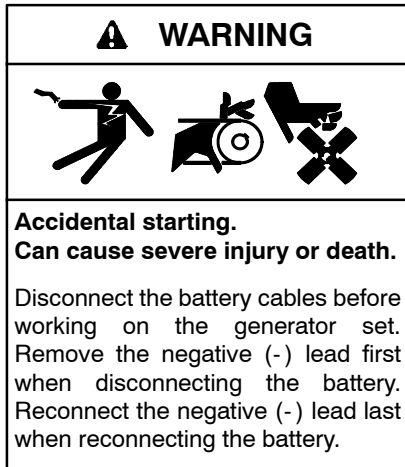 WARNING
Accidental starting.
Can cause severe injury or death.
Disconnect the battery cables before
working on the generator set.
Remove the negative (-) lead first
when disconnecting the battery.
Reconnect the negative (-) lead last
when reconnecting the battery.